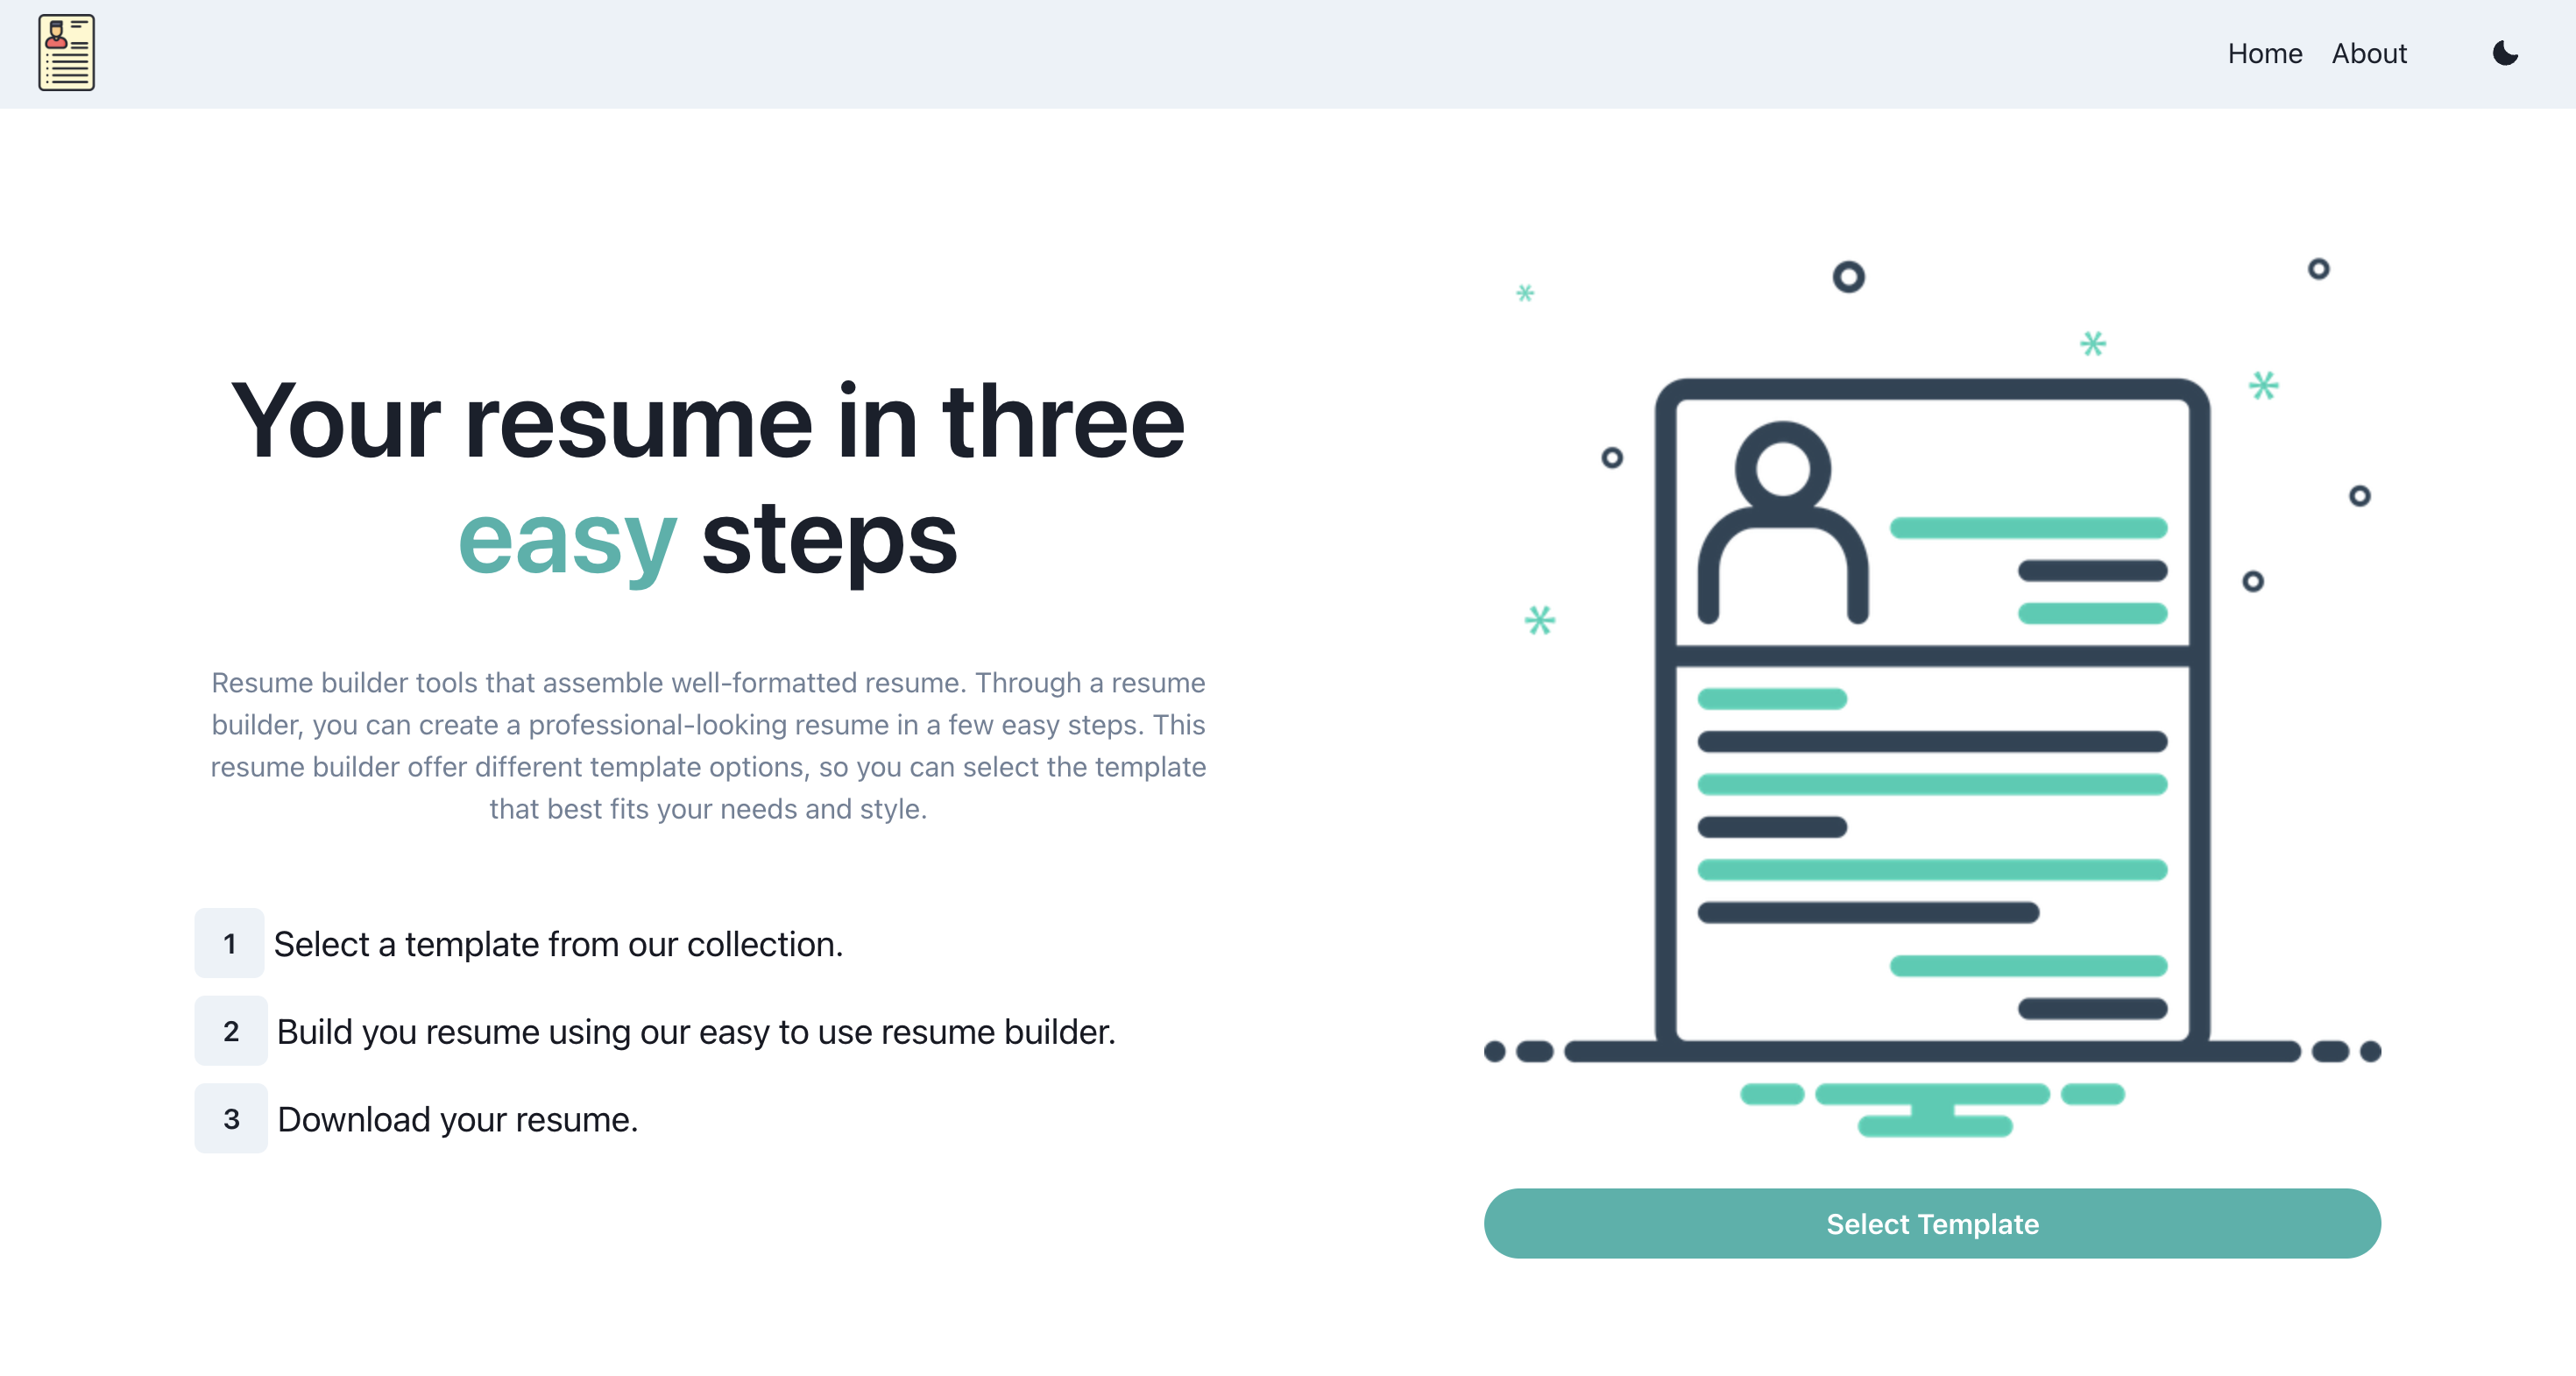 Home About
Your resume in three
easy steps
Resume builder tools that assemble well-formatted resume. Through a resume
builder, you can create a professional-looking resume in a few easy steps. This
resume builder offer different template options, so you can select the template
that best fits your needs and style.
1 Select a template from our collection.
2 Build you resume using our easy to use resume builder.
3 Download your resume.
Select Template